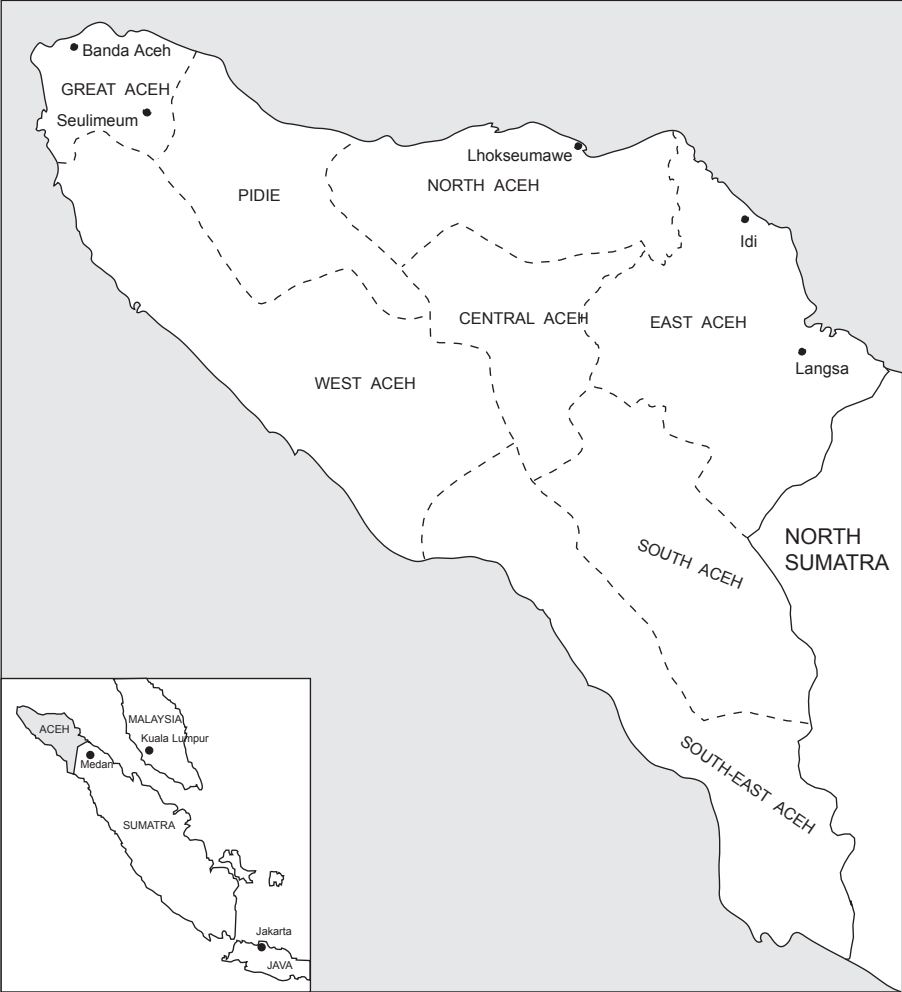 Banda Aceh
GREAT ACEH
Seulimeum
Lhokseumawe
NORTH ACEH
PIDIE
Idi
CENTRAL ACEH
EAST ACEH
Langsa
WEST ACEH
NORTH
SUMATRA
SOUTH ACEH
SOUTH-EAST ACEH
MALAYSIA
ACEH
Kuala Lumpur
Medan
SUMATRA
Jakarta
JAVA